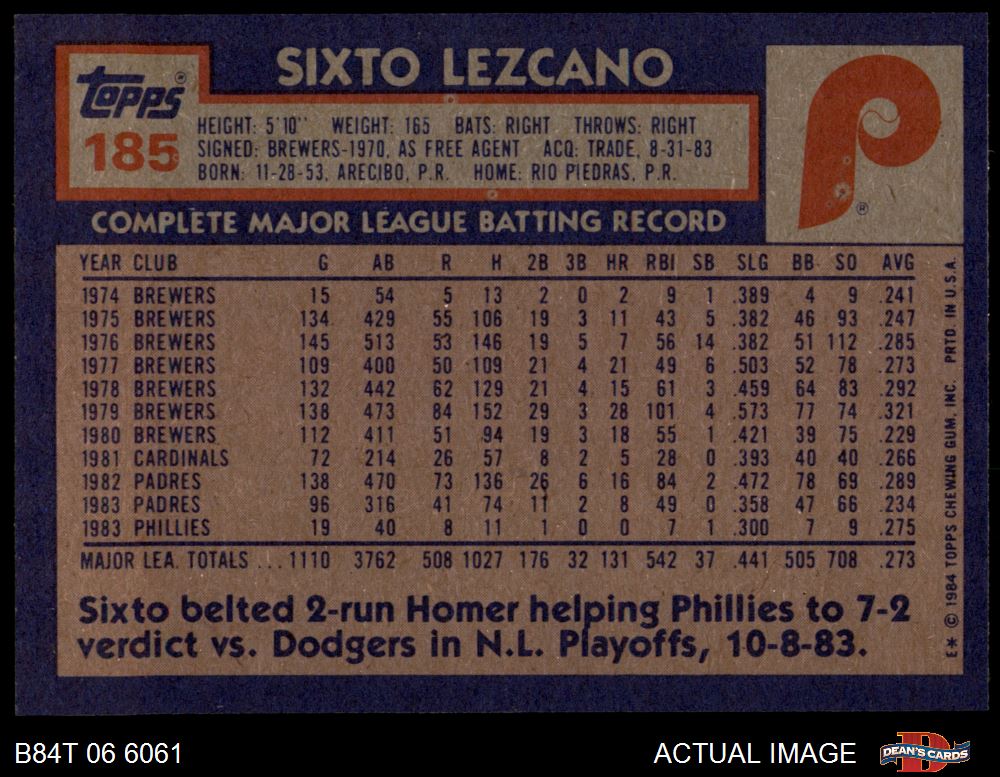 SIXTO LEZCANO
Topps®
185
HEIGHT: 5'10" WEIGHT: 165 BATS: RIGHT THROWS: RIGHT
SIGNED: BREWERS-1970, AS FREE AGENT ACQ: TRADE, 8-31-83
BORN: 11-28-53, ARECIBO, P.R. HOME: RIO PIEDRAS, P.R.
P ®
COMPLETE MAJOR LEAGUE BATTING RECORD
YEAR CLUB G AB R H 2B 3B HR RBI SB SLG BB SO AVG
1974 BREWERS 15 54 5 13 2 0 2 9 1 .389 4 9 .241
1975 BREWERS 134 429 55 106 19 3 11 43 5 .382 46 93 .247
1976 BREWERS 145 513 53 146 19 5 7 56 14 .382 51 112 .285
1977 BREWERS 109 400 50 109 21 4 21 49 6 .503 52 78 .273
1978 BREWERS 132 442 62 129 21 4 15 61 3 .459 64 83 .292
1979 BREWERS 138 473 84 152 29 3 28 101 4 .573 77 74 .321
1980 BREWERS 112 411 51 94 19 3 18 55 1 .421 39 75 .229
1981 CARDINALS 72 214 26 57 8 2 5 28 0 .393 40 40 .266
1982 PADRES 138 470 73 136 26 6 16 84 2 .472 78 69 .289
1983 PADRES 96 316 41 74 11 2 8 49 0 .358 47 66 .234
1983 PHILLIES 19 40 8 11 1 0 0 7 1 .300 7 9 .275
MAJOR LEA. TOTALS ... 1110 3762 508 1027 176 32 131 542 37 .441 505 708 .273
Sixto belted 2-run Homer helping Phillies to 7-2
verdict vs. Dodgers in N.L. Playoffs, 10-8-83.
E* © 1984 TOPPS CHEWING GUM, INC. PRTD. IN U.S.A.
B84T 06 6061
ACTUAL IMAGE
D
DEAN'S CARDS